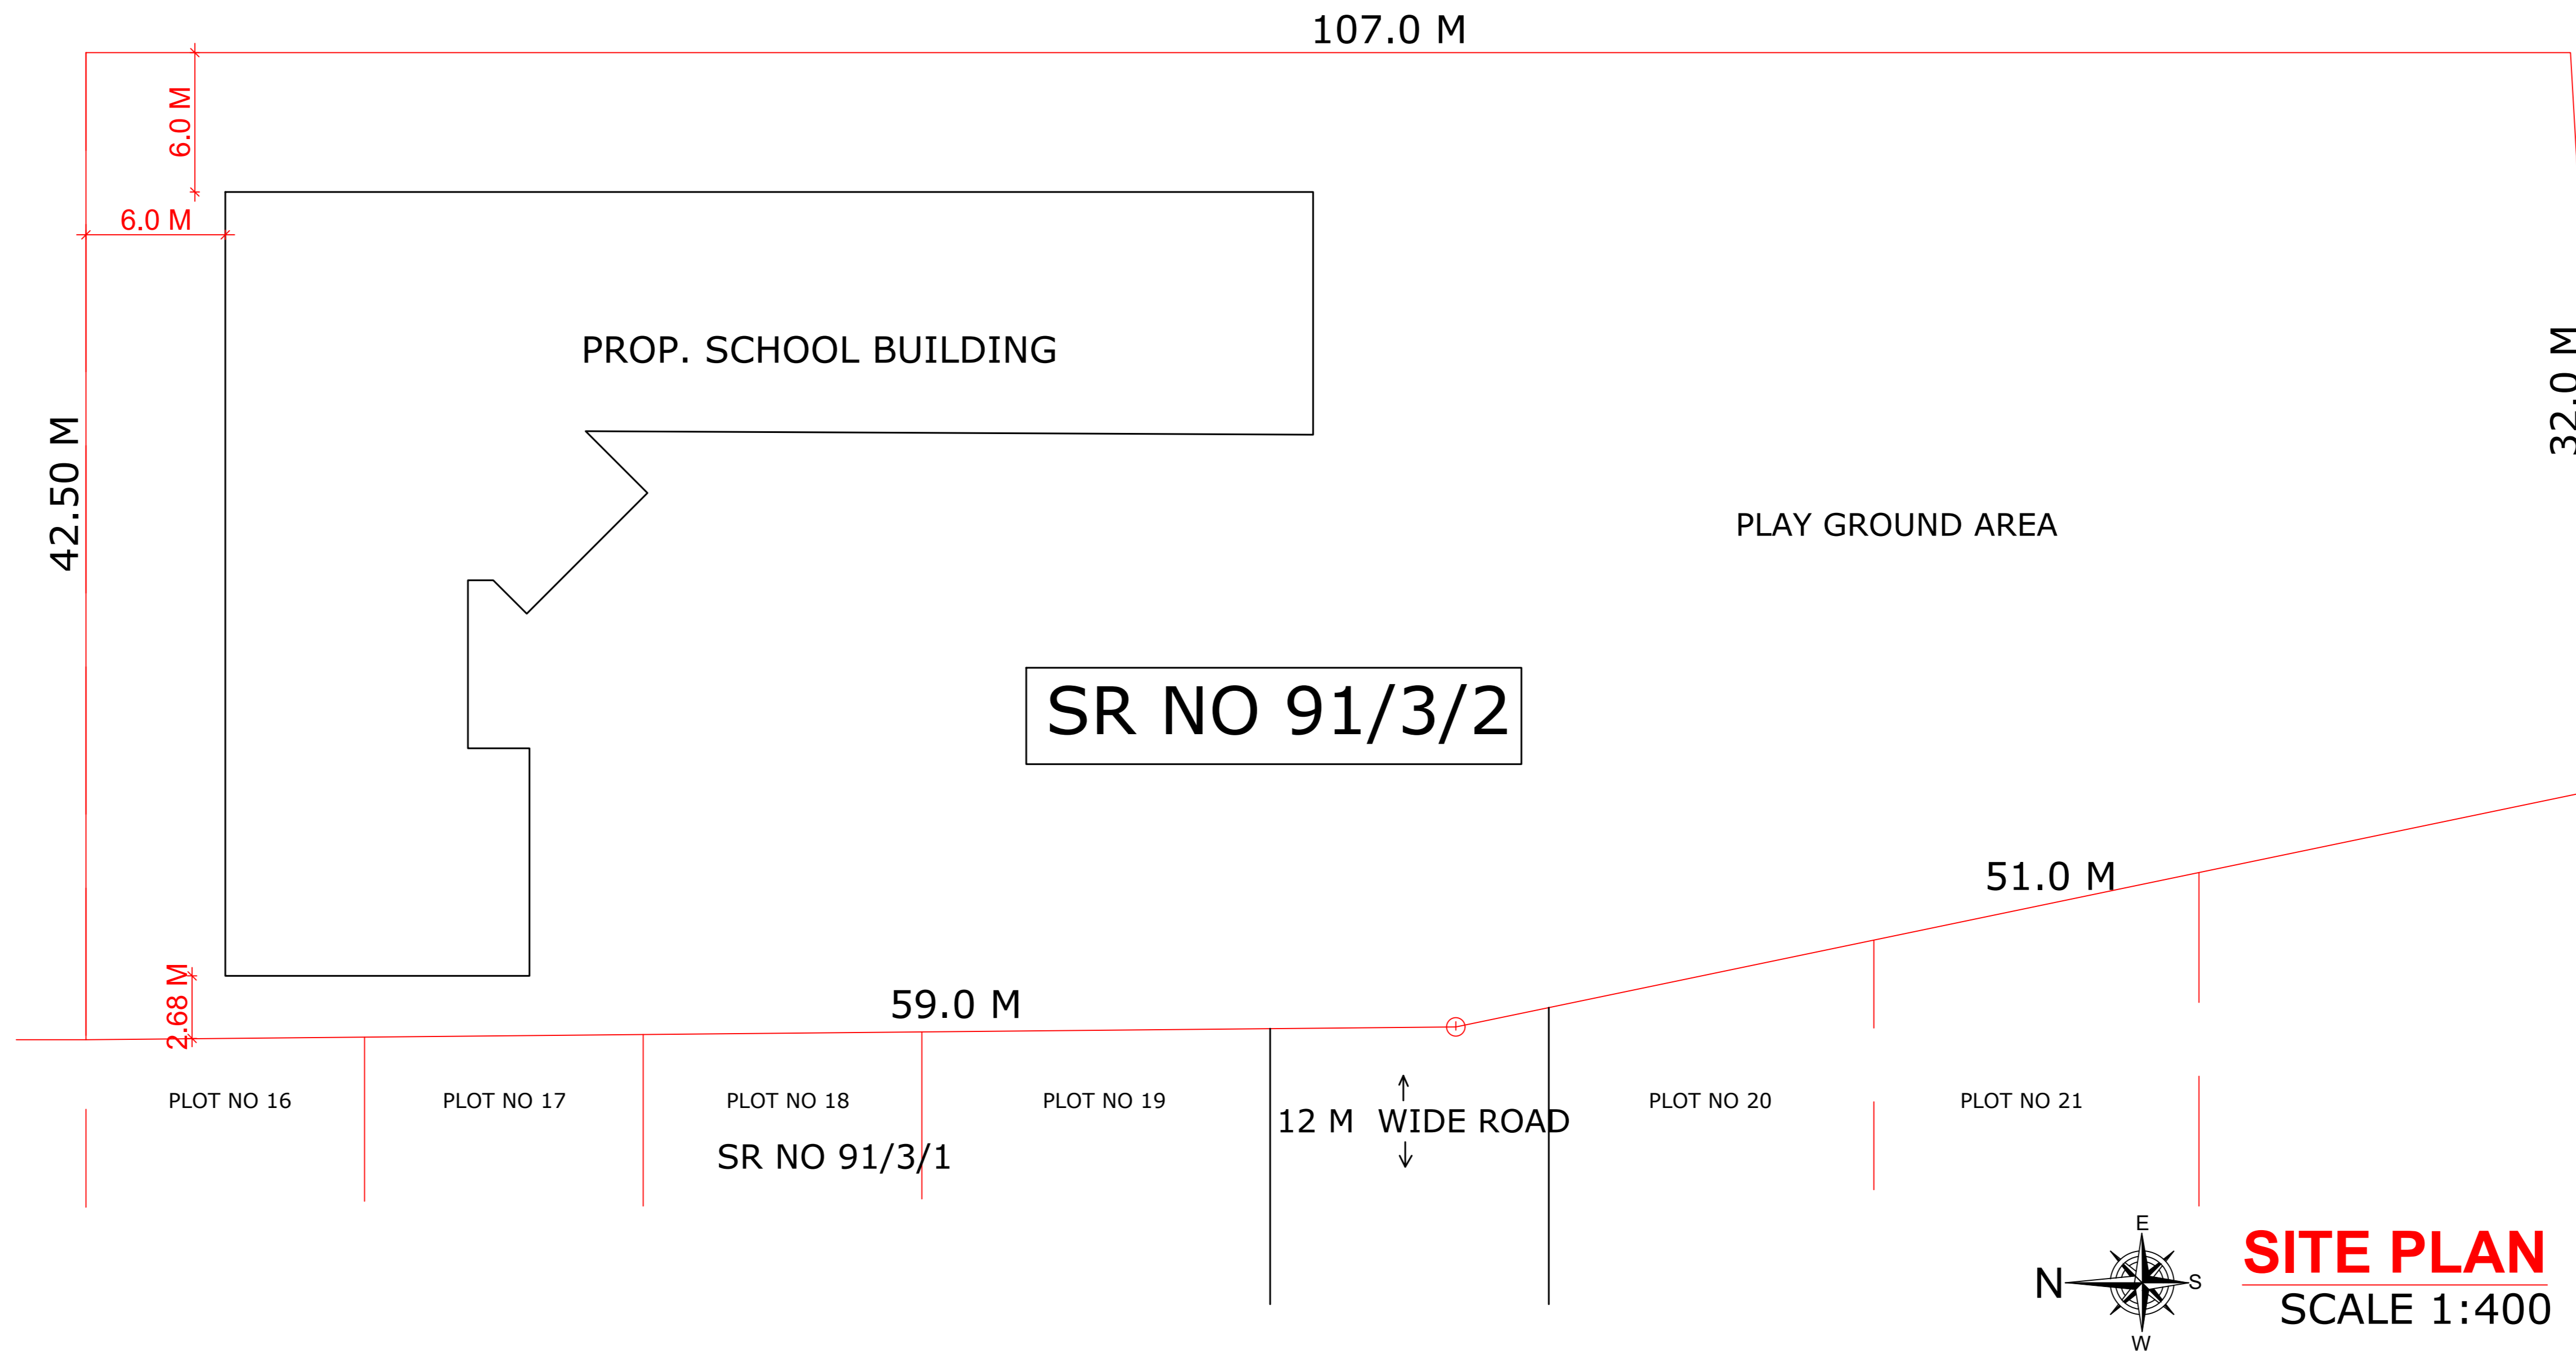 107.0 M
6.0 M
6.0 M
PROP. SCHOOL BUILDING
32.0 M
42.50 M
PLAY GROUND AREA
SR NO 91/3/2
51.0 M
2.68 M
59.0 M
PLOT NO 16
PLOT NO 17
PLOT NO 18
PLOT NO 19
12 M WIDE ROAD
PLOT NO 20
PLOT NO 21
SR NO 91/3/1
E
N
S
W
SITE PLAN
SCALE 1:400